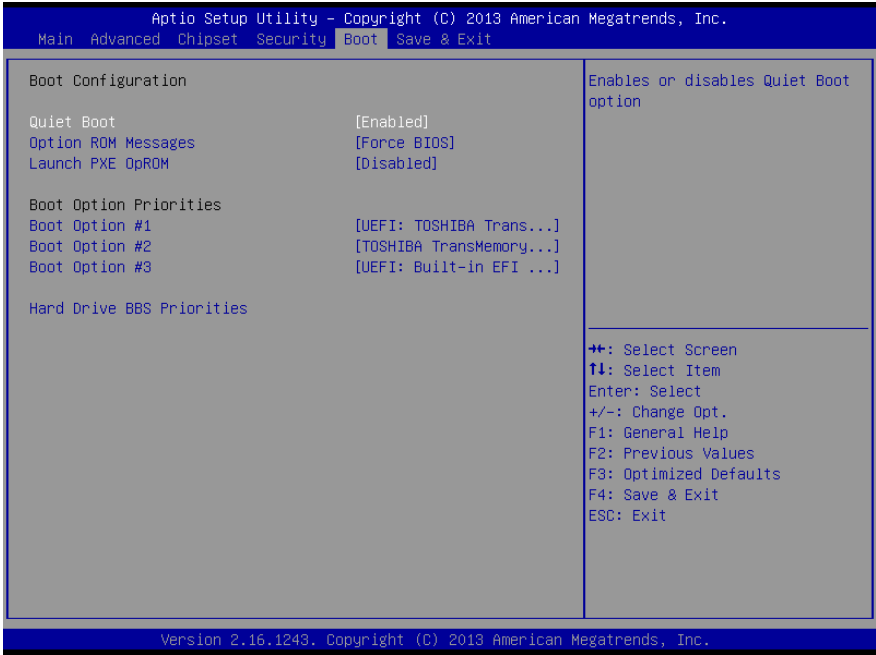 Aptio Setup Utility – Copyright (C) 2013 American Megatrends, Inc.
Main Advanced Chipset Security Boot Save & Exit
Boot Configuration
Quiet Boot [Enabled]
Option ROM Messages [Force BIOS]
Launch PXE OpROM [Disabled]
Boot Option Priorities
Boot Option #1 [UEFI: TOSHIBA Trans...]
Boot Option #2 [TOSHIBA TransMemory...]
Boot Option #3 [UEFI: Built-in EFI ...]
Hard Drive BBS Priorities
Enables or disables Quiet Boot
option
→←: Select Screen
↑↓: Select Item
Enter: Select
+/-: Change Opt.
F1: General Help
F2: Previous Values
F3: Optimized Defaults
F4: Save & Exit
ESC: Exit
Version 2.16.1243. Copyright (C) 2013 American Megatrends, Inc.